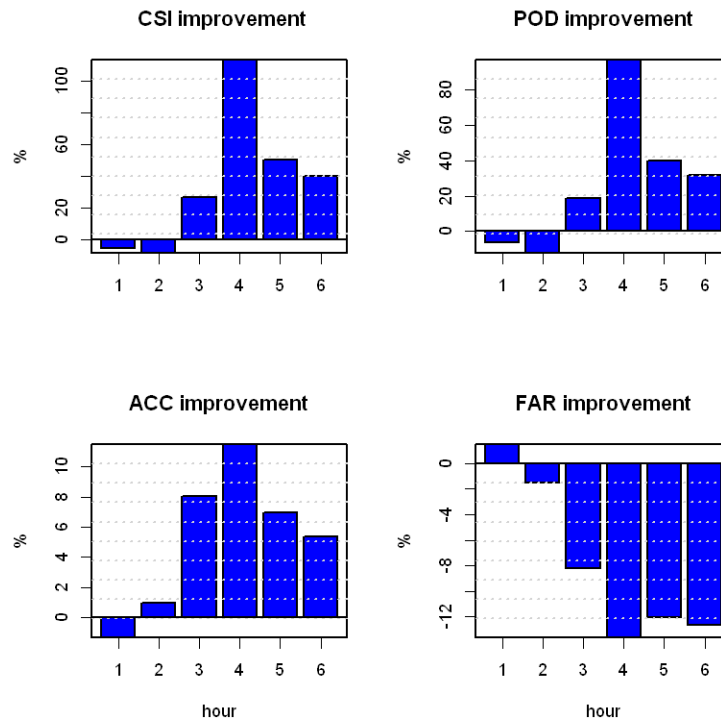 CSI improvement
%
100
60
20
0
1 2 3 4 5 6
POD improvement
%
80
60
40
20
0
1 2 3 4 5 6
ACC improvement
%
10
8
6
4
2
0
1 2 3 4 5 6
hour
FAR improvement
%
0
-4
-8
-12
1 2 3 4 5 6
hour